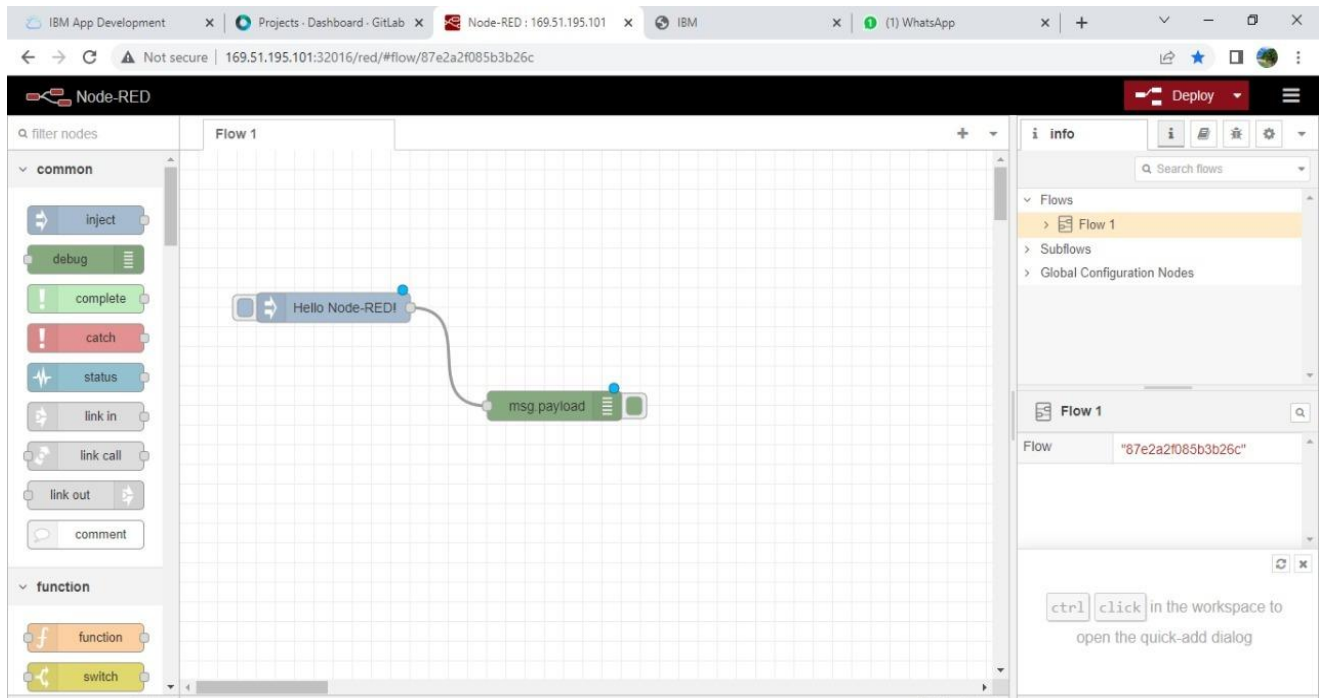 IBM App Development
Projects · Dashboard · GitLab
Node-RED : 169.51.195.101
IBM
(1) WhatsApp
Not secure
169.51.195.101:32016/red/#flow/87e2a2f085b3b26c
Node-RED
Deploy
filter nodes
Flow 1
i info
Search flows
common
Flows
Flow 1
Subflows
Global Configuration Nodes
inject
debug
complete
catch
status
link in
link call
link out
comment
function
function
switch
Hello Node-RED!
msg.payload
Flow 1
Flow
"87e2a2f085b3b26c"
ctrl click in the workspace to
open the quick-add dialog